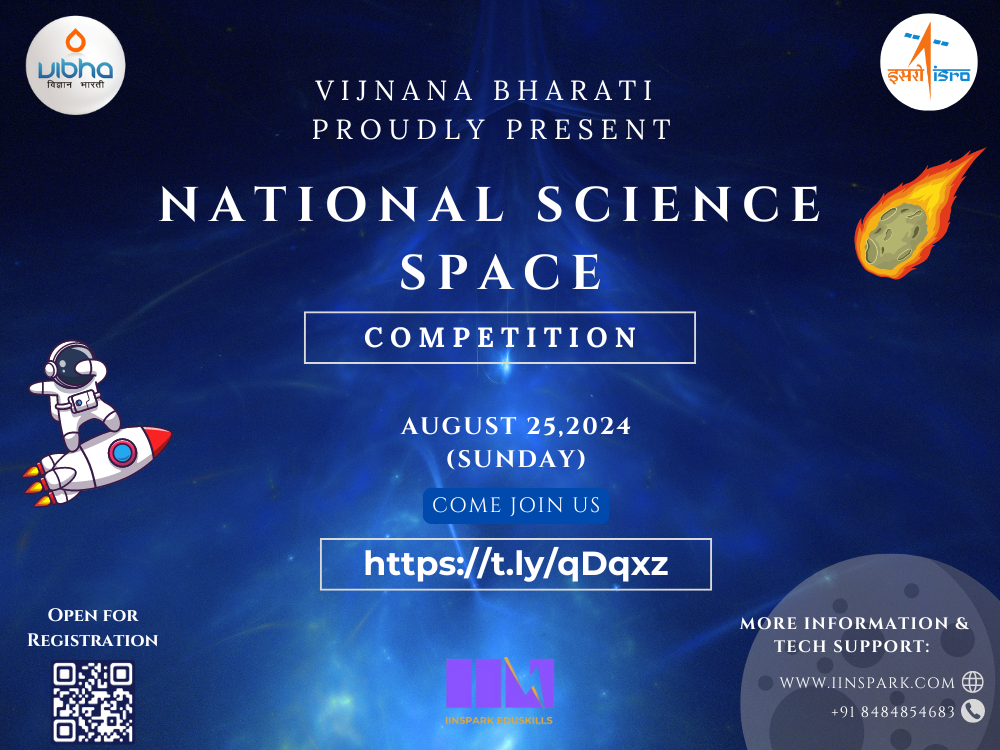 vibha
विज्ञान भारती
इसरो isro
VIJNANA BHARATI
PROUDLY PRESENT
NATIONAL SCIENCE
SPACE
COMPETITION
AUGUST 25,2024
(SUNDAY)
COME JOIN US
https://t.ly/qDqxz
OPEN FOR
REGISTRATION
IINSPARK EDUSKILLS
MORE INFORMATION &
TECH SUPPORT:
WWW.IINSPARK.COM
+91 8484854683